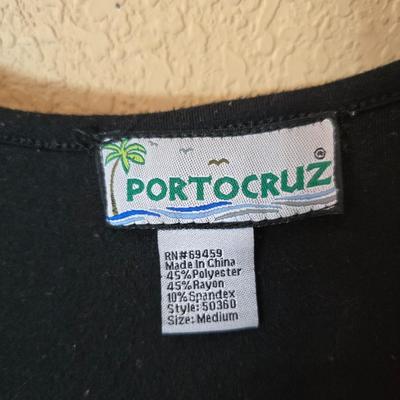 PORTOCRUZ®
RN#69459
Made In China
45%Polyester
45%Rayon
10%Spandex
Style: 50360
Size: Medium